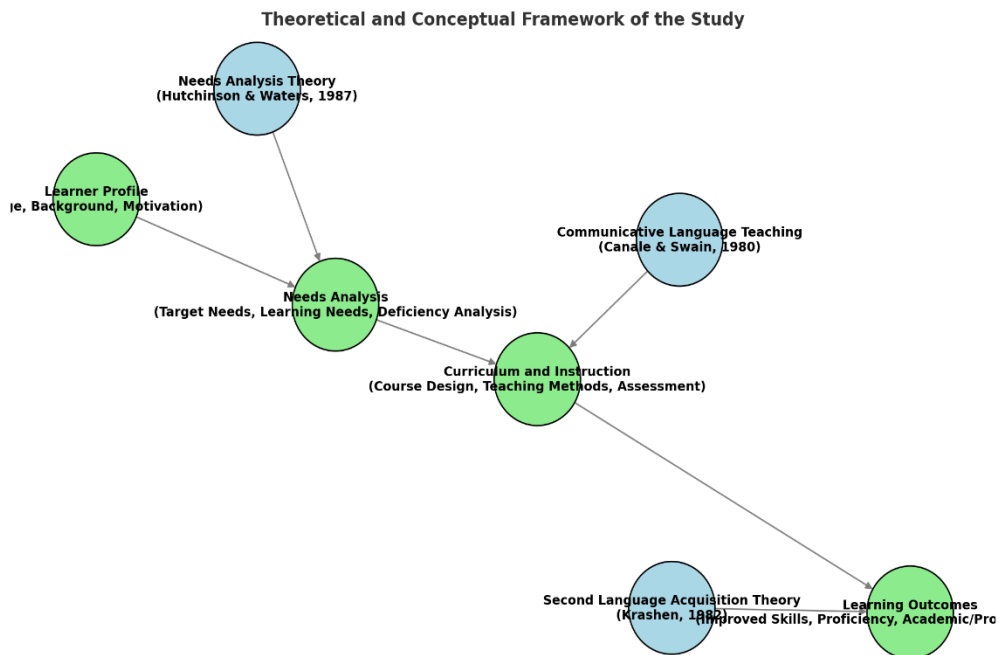 Theoretical and Conceptual Framework of the Study
Needs Analysis Theory
(Hutchinson & Waters, 1987)
Learner Profile
e, Background, Motivation)
Communicative Language Teaching
(Canale & Swain, 1980)
Needs Analysis
(Target Needs, Learning Needs, Deficiency Analysis)
Curriculum and Instruction
(Course Design, Teaching Methods, Assessment)
Second Language Acquisition Theory
(Krashen, 1982)
Learning Outcomes
(Improved Skills, Proficiency, Academic/Pro